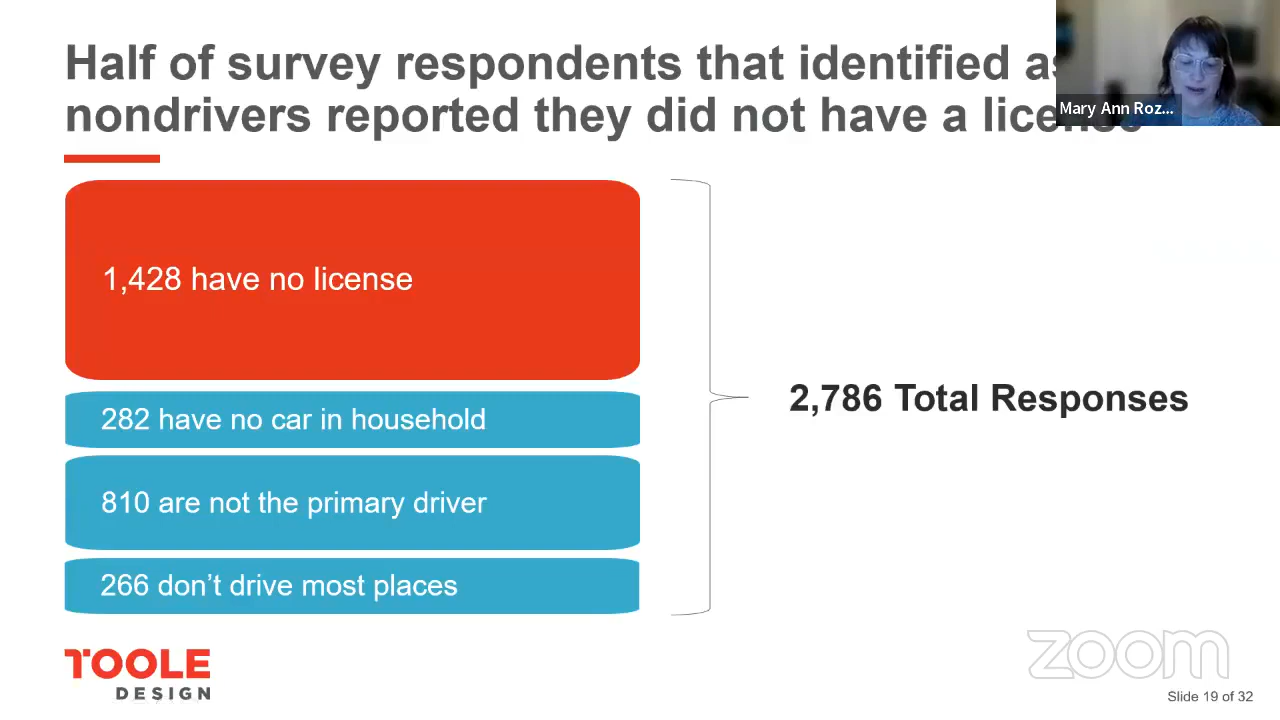 Half of survey respondents that identified as
nondrivers reported they did not have a license
Mary Ann Roz...
1,428 have no license
282 have no car in household
810 are not the primary driver
266 don’t drive most places
2,786 Total Responses
TOOLE
DESIGN
zoom
Slide 19 of 32